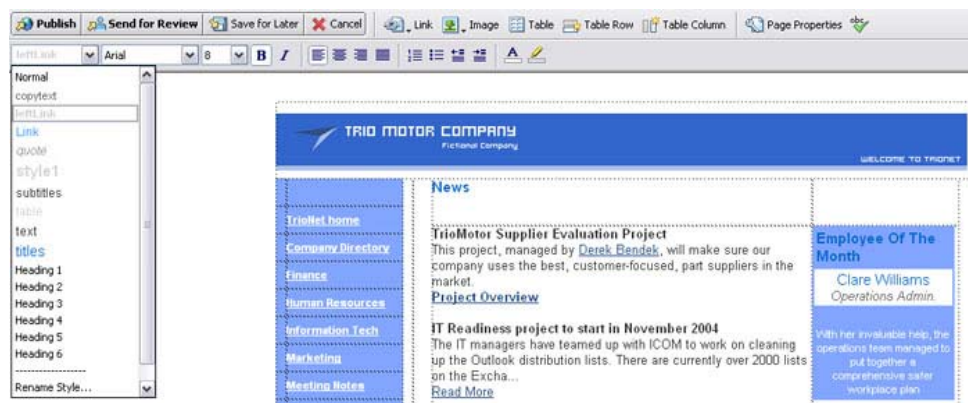 Publish Send for Review Save for Later Cancel Link Image Table Table Row Table Column Page Properties
leftLink Arial 8 B I
Normal
copytext
leftLink
Link
quote
style1
subtitles
table
text
titles
Heading 1
Heading 2
Heading 3
Heading 4
Heading 5
Heading 6
Rename Style...
TRIO MOTOR COMPANY
Fictional Company
WELCOME TO TRIONET
TrioNet home
Company Directory
Finance
Human Resources
Information Tech
Marketing
Meeting Notes
News
TrioMotor Supplier Evaluation Project
This project, managed by Derek Bendek, will make sure our
company uses the best, customer-focused, part suppliers in the
market.
Project Overview
IT Readiness project to start in November 2004
The IT managers have teamed up with ICOM to work on cleaning
up the Outlook distribution lists. There are currently over 2000 lists
on the Excha...
Read More
Employee Of The
Month
Clare Williams
Operations Admin.
With her invaluable help, the
operations team managed to
put together a
comprehensive safer
workplace plan